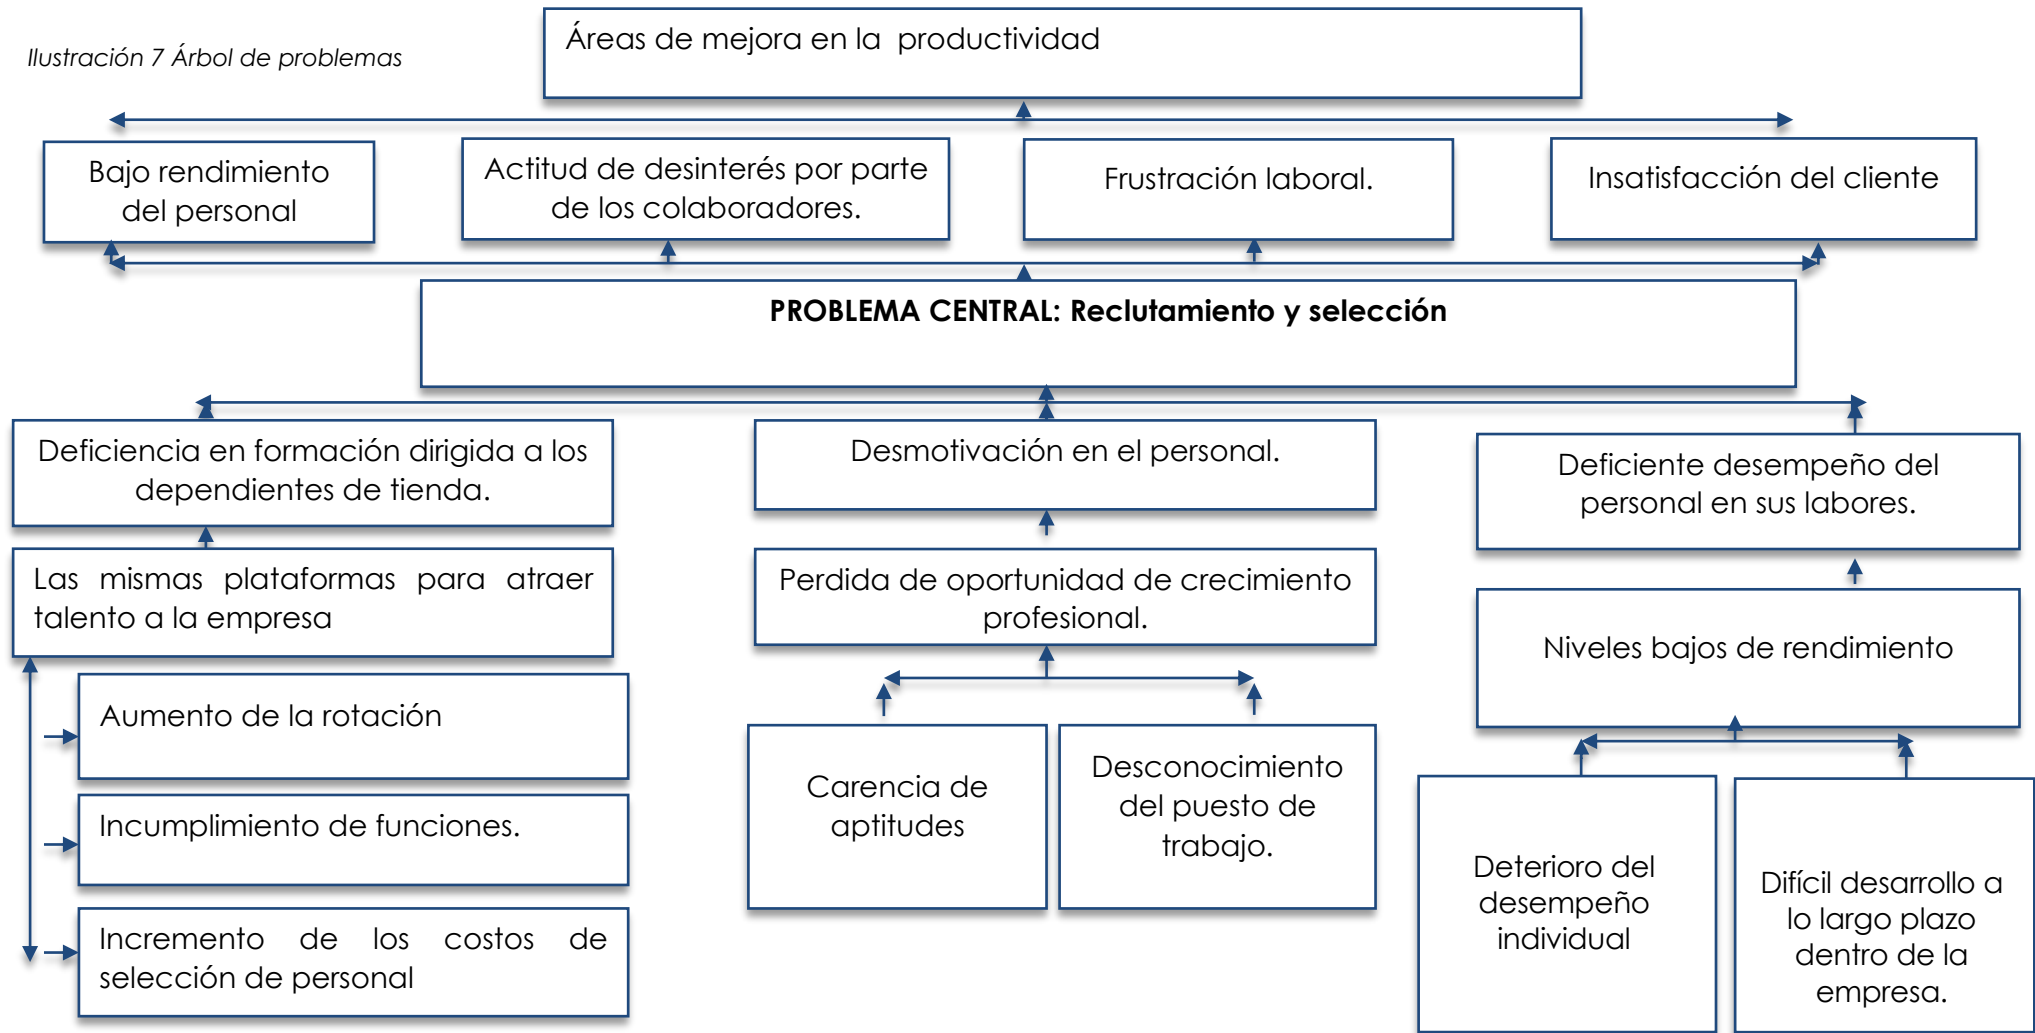 Ilustración 7 Árbol de problemas
Áreas de mejora en la productividad
Bajo rendimiento
del personal
Actitud de desinterés por parte
de los colaboradores.
Frustración laboral.
Insatisfacción del cliente
PROBLEMA CENTRAL: Reclutamiento y selección
Deficiencia en formación dirigida a los
dependientes de tienda.
Desmotivación en el personal.
Deficiente desempeño del
personal en sus labores.
Las mismas plataformas para atraer
talento a la empresa
Perdida de oportunidad de crecimiento
profesional.
Niveles bajos de rendimiento
Aumento de la rotación
Incumplimiento de funciones.
Incremento de los costos de
selección de personal
Carencia de
aptitudes
Desconocimiento
del puesto de
trabajo.
Deterioro del
desempeño
individual
Difícil desarrollo a
lo largo plazo
dentro de la
empresa.